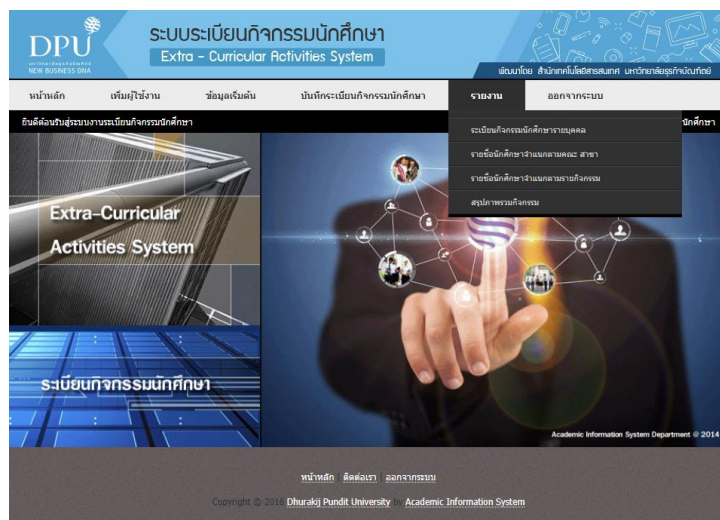 DPU
NEW BUSINESS DNA
ระบบระเบียนกิจกรรมนักศึกษา
Extra - Curricular Activities System
พัฒนาโดย สำนักเทคโนโลยีสารสนเทศ มหาวิทยาลัยธุรกิจบัณฑิตย์
หน้าหลัก เพิ่มผู้ใช้งาน ข้อมูลเริ่มต้น บันทึกระเบียนกิจกรรมนักศึกษา รายงาน ออกจากระบบ
ยินดีต้อนรับสู่ระบบงานระเบียนกิจกรรมนักศึกษา
นักศึกษา
ระเบียนกิจกรรมนักศึกษารายบุคคล
รายชื่อนักศึกษาจำแนกตามคณะ สาขา
รายชื่อนักศึกษาจำแนกตามรายกิจกรรม
สรุปภาพรวมกิจกรรม
Extra-Curricular
Activities System
ระเบียนกิจกรรมนักศึกษา
Academic Information System Department © 2014
หน้าหลัก | ติดต่อเรา | ออกจากระบบ
Copyright © 2016 Dhurakij Pundit University by Academic Information System